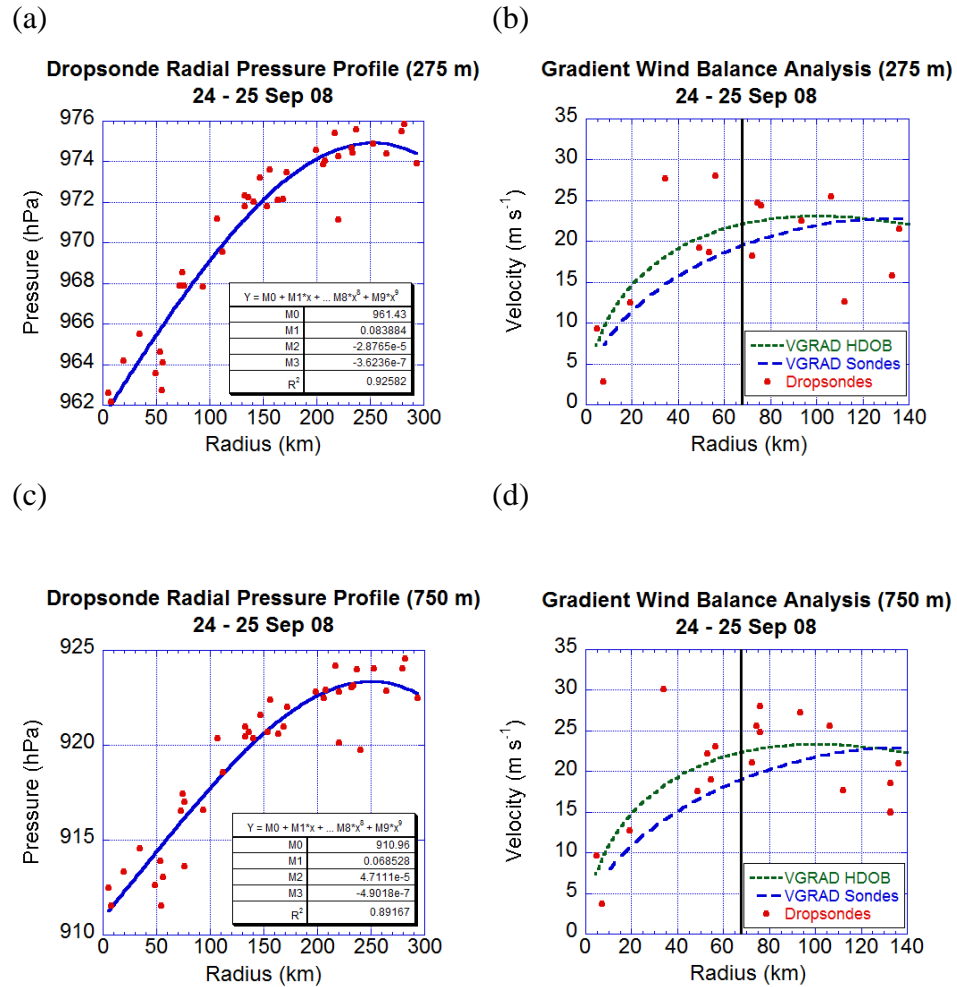 (a)
Dropsonde Radial Pressure Profile (275 m)
24 - 25 Sep 08
Pressure (hPa)
976
974
972
970
968
966
964
962
Y = M0 + M1*x + ... M8*x⁸ + M9*x⁹
M0 961.43
M1 0.083884
M2 -2.8765e-5
M3 -3.6236e-7
R² 0.92582
0 50 100 150 200 250 300
Radius (km)
(b)
Gradient Wind Balance Analysis (275 m)
24 - 25 Sep 08
Velocity (m s⁻¹)
35
30
25
20
15
10
5
0
VGRAD HDOB
VGRAD Sondes
Dropsondes
0 20 40 60 80 100 120 140
Radius (km)
(c)
Dropsonde Radial Pressure Profile (750 m)
24 - 25 Sep 08
Pressure (hPa)
925
920
915
910
Y = M0 + M1*x + ... M8*x⁸ + M9*x⁹
M0 910.96
M1 0.068528
M2 4.7111e-5
M3 -4.9018e-7
R² 0.89167
0 50 100 150 200 250 300
Radius (km)
(d)
Gradient Wind Balance Analysis (750 m)
24 - 25 Sep 08
Velocity (m s⁻¹)
35
30
25
20
15
10
5
0
VGRAD HDOB
VGRAD Sondes
Dropsondes
0 20 40 60 80 100 120 140
Radius (km)